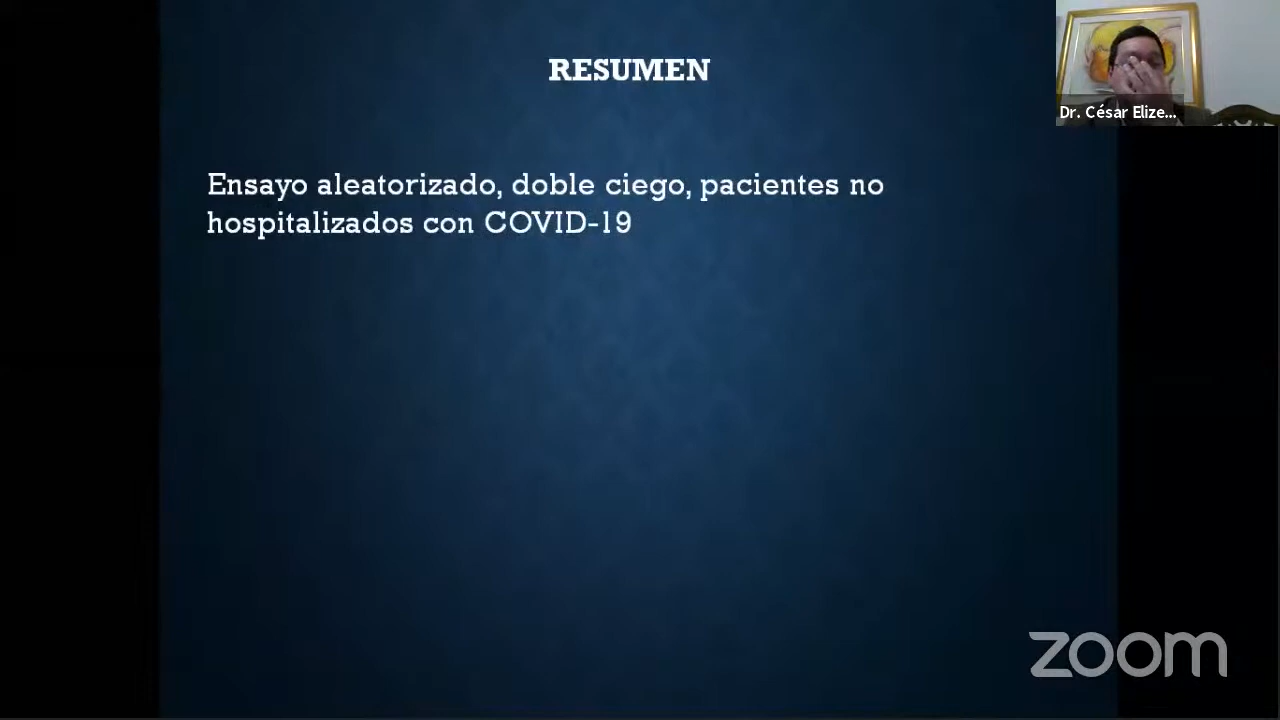 RESUMEN
Dr. César Elize...
Ensayo aleatorizado, doble ciego, pacientes no
hospitalizados con COVID-19
zoom